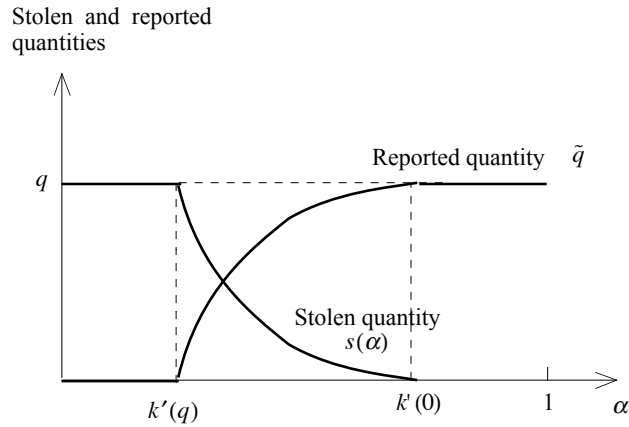 Stolen and reported
quantities
Reported quantity q̃
q
Stolen quantity
s(α)
k′(q) k'(0) 1 α